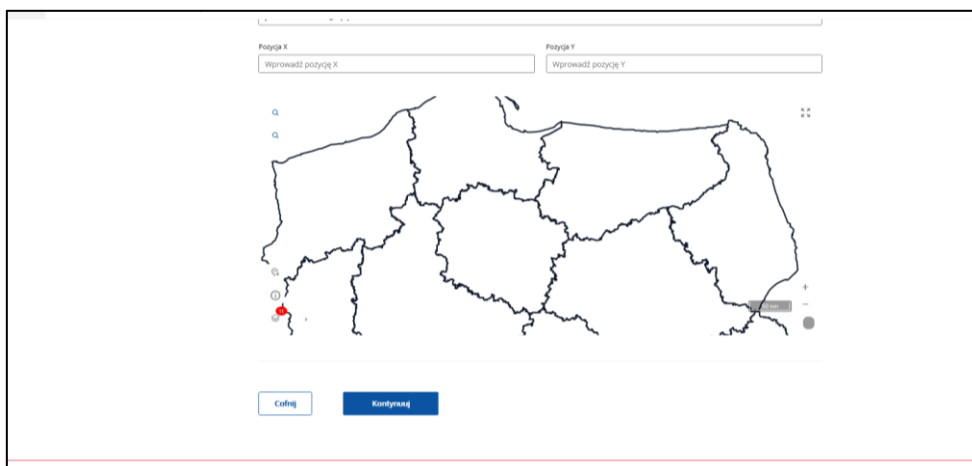 Pozycja X
Pozycja Y
Wprowadź pozycję X
Wprowadź pozycję Y
Cofnij
Kontynuuj